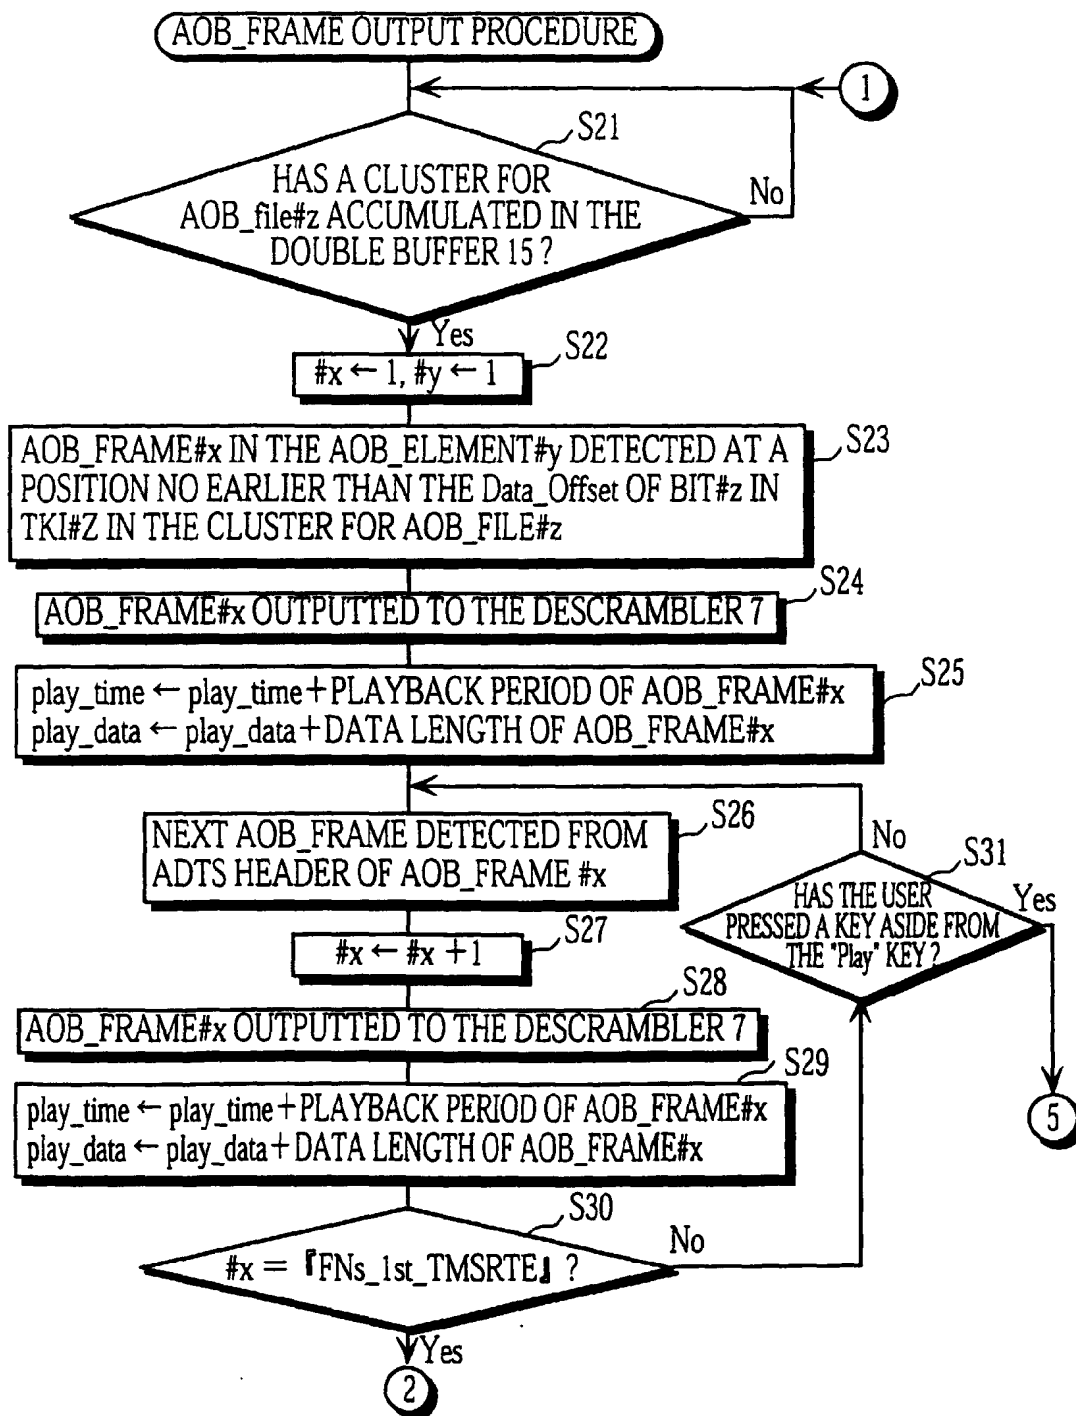 AOB_FRAME OUTPUT PROCEDURE
1
S21
HAS A CLUSTER FOR
AOB_file#z ACCUMULATED IN THE
DOUBLE BUFFER 15?
No
Yes
S22
#x ← 1, #y ← 1
S23
AOB_FRAME#x IN THE AOB_ELEMENT#y DETECTED AT A
POSITION NO EARLIER THAN THE Data_Offset OF BIT#z IN
TKI#Z IN THE CLUSTER FOR AOB_FILE#z
S24
AOB_FRAME#x OUTPUTTED TO THE DESCRAMBLER 7
S25
play_time ← play_time+PLAYBACK PERIOD OF AOB_FRAME#x
play_data ← play_data+DATA LENGTH OF AOB_FRAME#x
S26
NEXT AOB_FRAME DETECTED FROM
ADTS HEADER OF AOB_FRAME #x
No
S31
HAS THE USER
PRESSED A KEY ASIDE FROM
THE "Play" KEY?
Yes
S27
#x ← #x +1
S28
AOB_FRAME#x OUTPUTTED TO THE DESCRAMBLER 7
S29
play_time ← play_time+PLAYBACK PERIOD OF AOB_FRAME#x
play_data ← play_data+DATA LENGTH OF AOB_FRAME#x
5
S30
#x = 『FNs_1st_TMSRTE』 ?
No
Yes
2